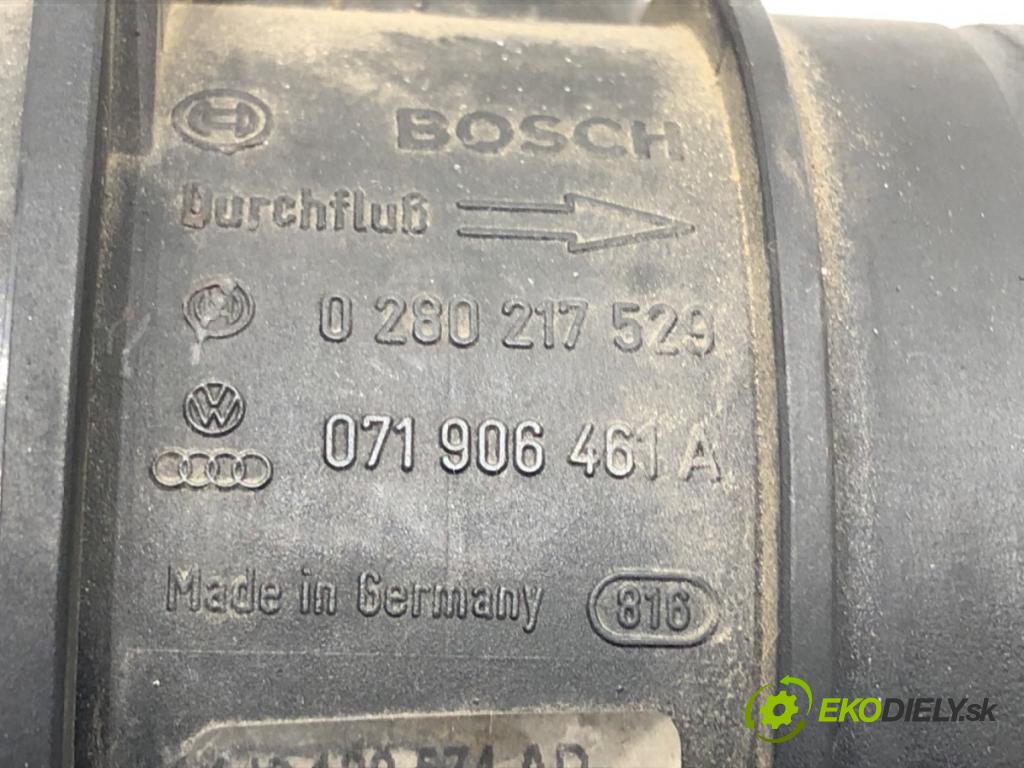 BOSCH
Durchfluß
0 280 217 529
071 906 461 A
Made in Germany 816
EKODIELY.sk